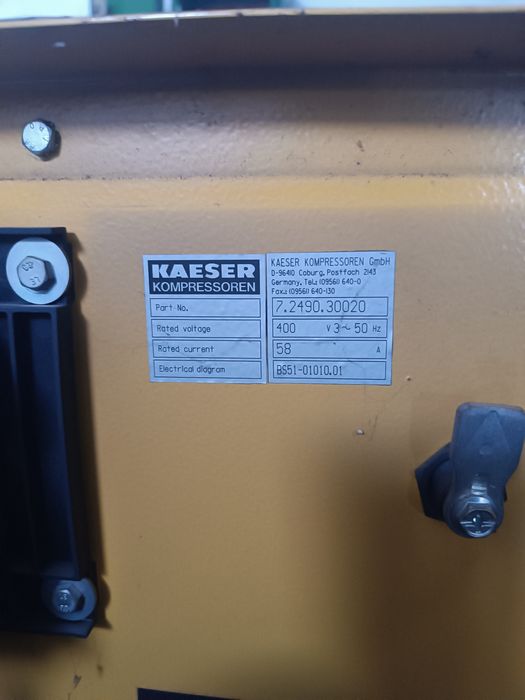 KAESER
KOMPRESSOREN
KAESER KOMPRESSOREN GmbH
D-96410 Coburg, Postfach 2143
Germany, Tel.: (09561) 640-0
Fax.: (09561) 640-130
Part-No. 7.2490.30020
Rated voltage 400 V 3~ 50 Hz
Rated current 58 A
Electrical diagram BS51-01010.01